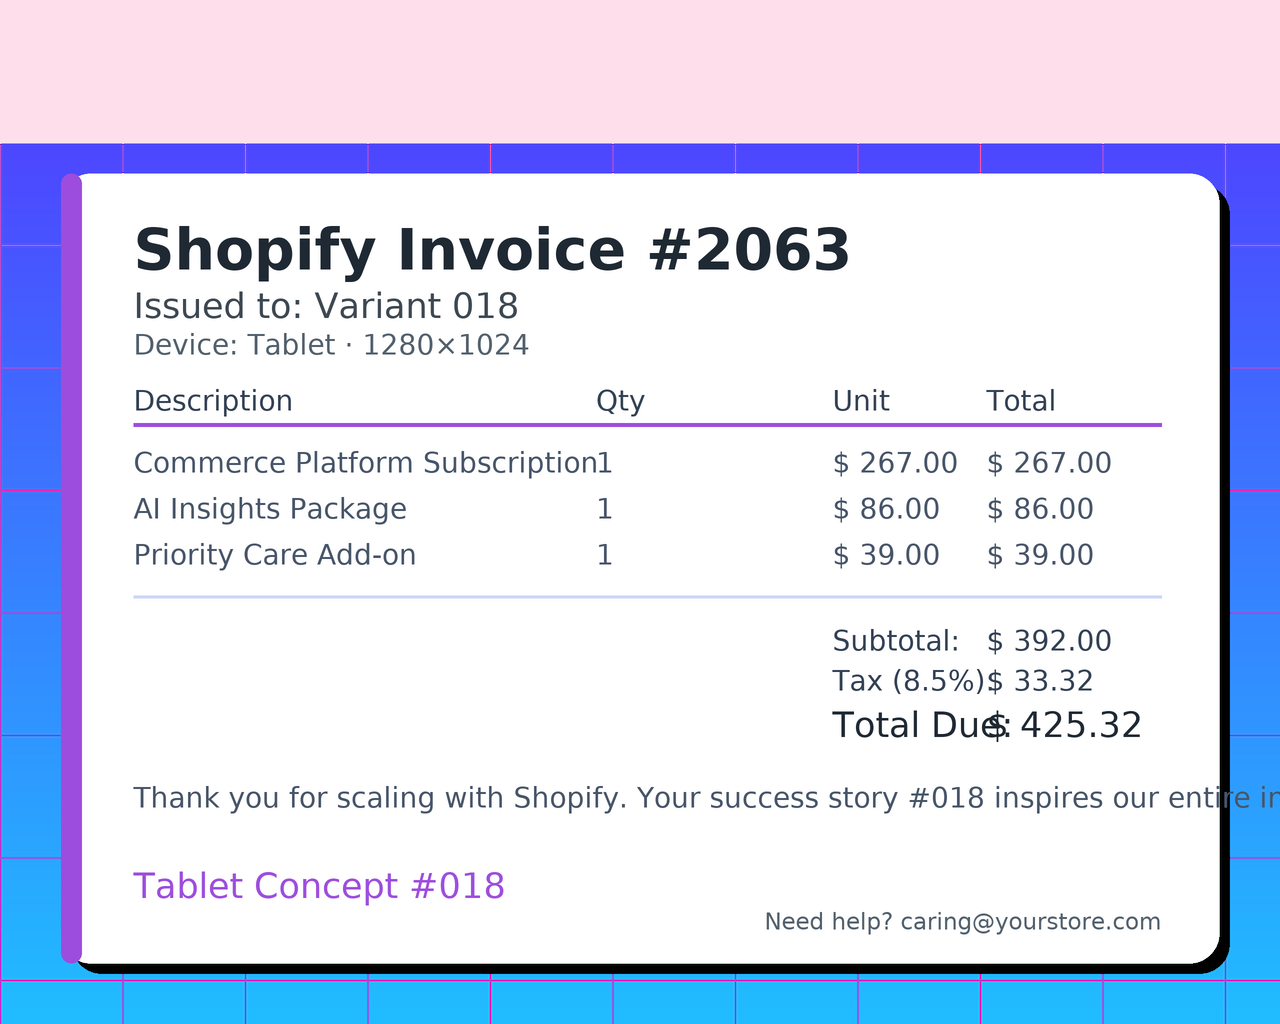 Shopify Invoice #2063
Issued to: Variant 018
Device: Tablet · 1280×1024
Description Qty Unit Total
Commerce Platform Subscription 1 $ 267.00 $ 267.00
AI Insights Package 1 $ 86.00 $ 86.00
Priority Care Add-on 1 $ 39.00 $ 39.00
Subtotal: $ 392.00
Tax (8.5%): $ 33.32
Total Due: $ 425.32
Thank you for scaling with Shopify. Your success story #018 inspires our entire
Tablet Concept #018
Need help? caring@yourstore.com